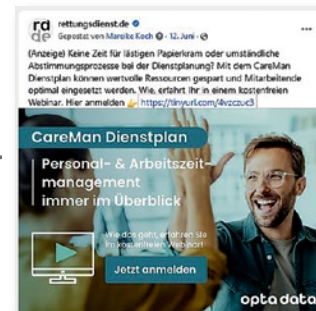 rd
de
rettungsdienst.de
Gepostet von Mareike Koch · 12. Juni ·
(Anzeige) Keine Zeit für lästigen Papierkram oder umständliche
Abstimmungsprozesse bei der Dienstplanung? Mit dem CareMan
Dienstplan können wertvolle Ressourcen gespart und Mitarbeitende
optimal eingesetzt werden. Wie, erfahrt Ihr in einem kostenfreien
Webinar. Hier anmelden 👉 https://tinyurl.com/4vzczuc3
CareMan Dienstplan
Personal- & Arbeitszeit-
management
immer im Überblick
Wie das geht, erfahren Sie
im kostenfreien Webinar!
Jetzt anmelden
opta data